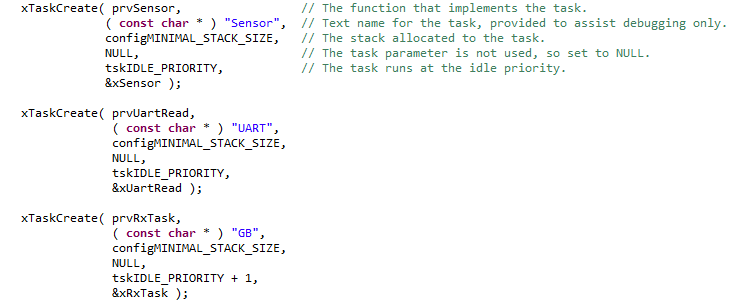 xTaskCreate( prvSensor, // The function that implements the task.
( const char * ) "Sensor", // Text name for the task, provided to assist debugging only.
configMINIMAL_STACK_SIZE, // The stack allocated to the task.
NULL, // The task parameter is not used, so set to NULL.
tskIDLE_PRIORITY, // The task runs at the idle priority.
&xSensor );
xTaskCreate( prvUartRead,
( const char * ) "UART",
configMINIMAL_STACK_SIZE,
NULL,
tskIDLE_PRIORITY,
&xUartRead );
xTaskCreate( prvRxTask,
( const char * ) "GB",
configMINIMAL_STACK_SIZE,
NULL,
tskIDLE_PRIORITY + 1,
&xRxTask );